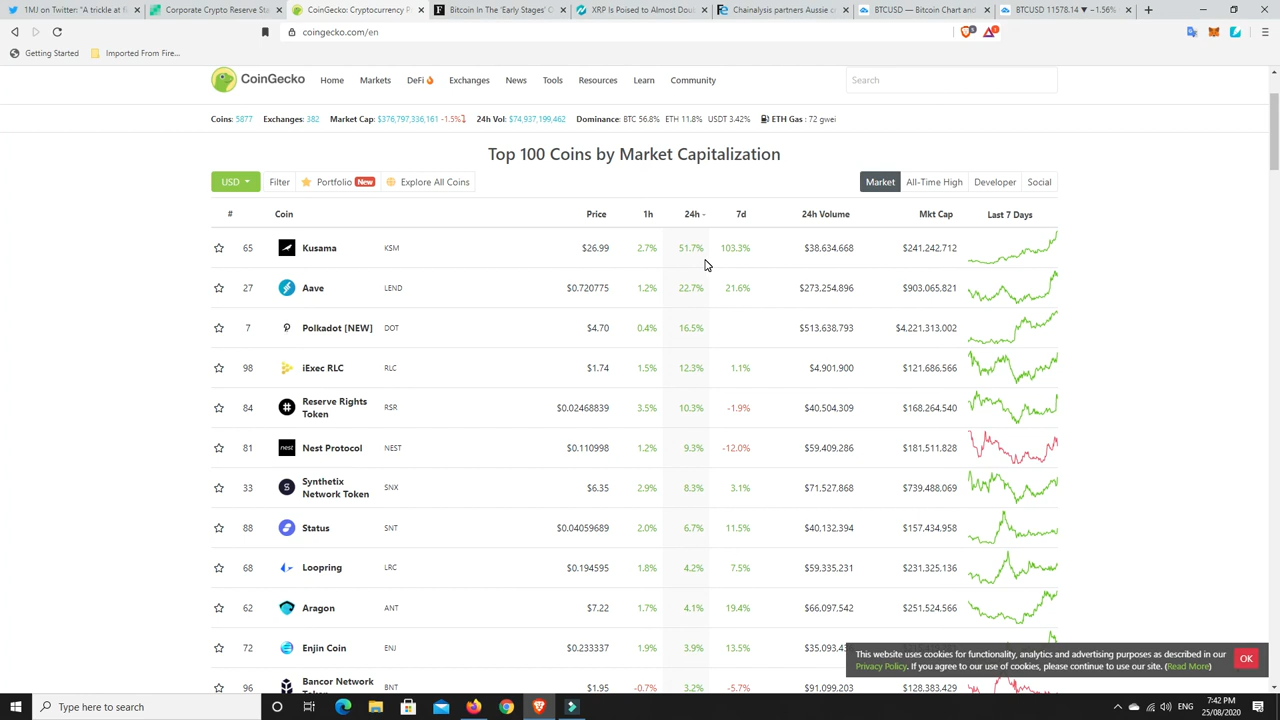 1MJ on Twitter: "A trickle at fi
Corporate Crypto Reserve Stat
CoinGecko: Cryptocurrency P
Bitcoin In The 'Early Stages' O
XRP Is Poised to Almost Doub
Chainalysis partners Aussie c
BTCUSD — Bitcoin Chart and
BTCUSD 11578.14 ▼ −1.56%
coingecko.com/en
Getting Started Imported From Fire...
CoinGecko Home Markets DeFi Exchanges News Tools Resources Learn Community Search
Coins: 5877 Exchanges: 382 Market Cap: $376,797,336,161 -1.5% 24h Vol: $74,937,199,462 Dominance: BTC 56.8% ETH 11.8% USDT 3.42% ETH Gas : 72 gwei
Top 100 Coins by Market Capitalization
USD Filter Portfolio New Explore All Coins Market All-Time High Developer Social
# Coin Price 1h 24h 7d 24h Volume Mkt Cap Last 7 Days
65 Kusama KSM $26.99 2.7% 51.7% 103.3% $38,634,668 $241,242,712
27 Aave LEND $0.720775 1.2% 22.7% 21.6% $273,254,896 $903,065,821
7 Polkadot [NEW] DOT $4.70 0.4% 16.5% $513,638,793 $4,221,313,002
98 iExec RLC RLC $1.74 1.5% 12.3% 1.1% $4,901,900 $121,686,566
84 Reserve Rights Token RSR $0.02468839 3.5% 10.3% -1.9% $40,504,309 $168,264,540
81 Nest Protocol nest NEST $0.110998 1.2% 9.3% -12.0% $59,409,286 $181,511,828
33 Synthetix Network Token SNX $6.35 2.9% 8.3% 3.1% $71,527,868 $739,488,069
88 Status SNT $0.04059689 2.0% 6.7% 11.5% $40,132,394 $157,434,958
68 Loopring LRC $0.194595 1.8% 4.2% 7.5% $59,335,231 $231,325,136
62 Aragon ANT $7.22 1.7% 4.1% 19.4% $66,097,542 $251,524,566
72 Enjin Coin ENJ $0.233337 1.9% 3.9% 13.5% $35,093,4
96 Bancor Network BNT $1.95 -0.7% 3.2% -5.7% $91,099,203 $128,383,429
This website uses cookies for functionality, analytics and advertising purposes as described in our
Privacy Policy. If you agree to our use of cookies, please continue to use our site. (Read More)
OK
Type here to search
ENG
7:42 PM
25/08/2020